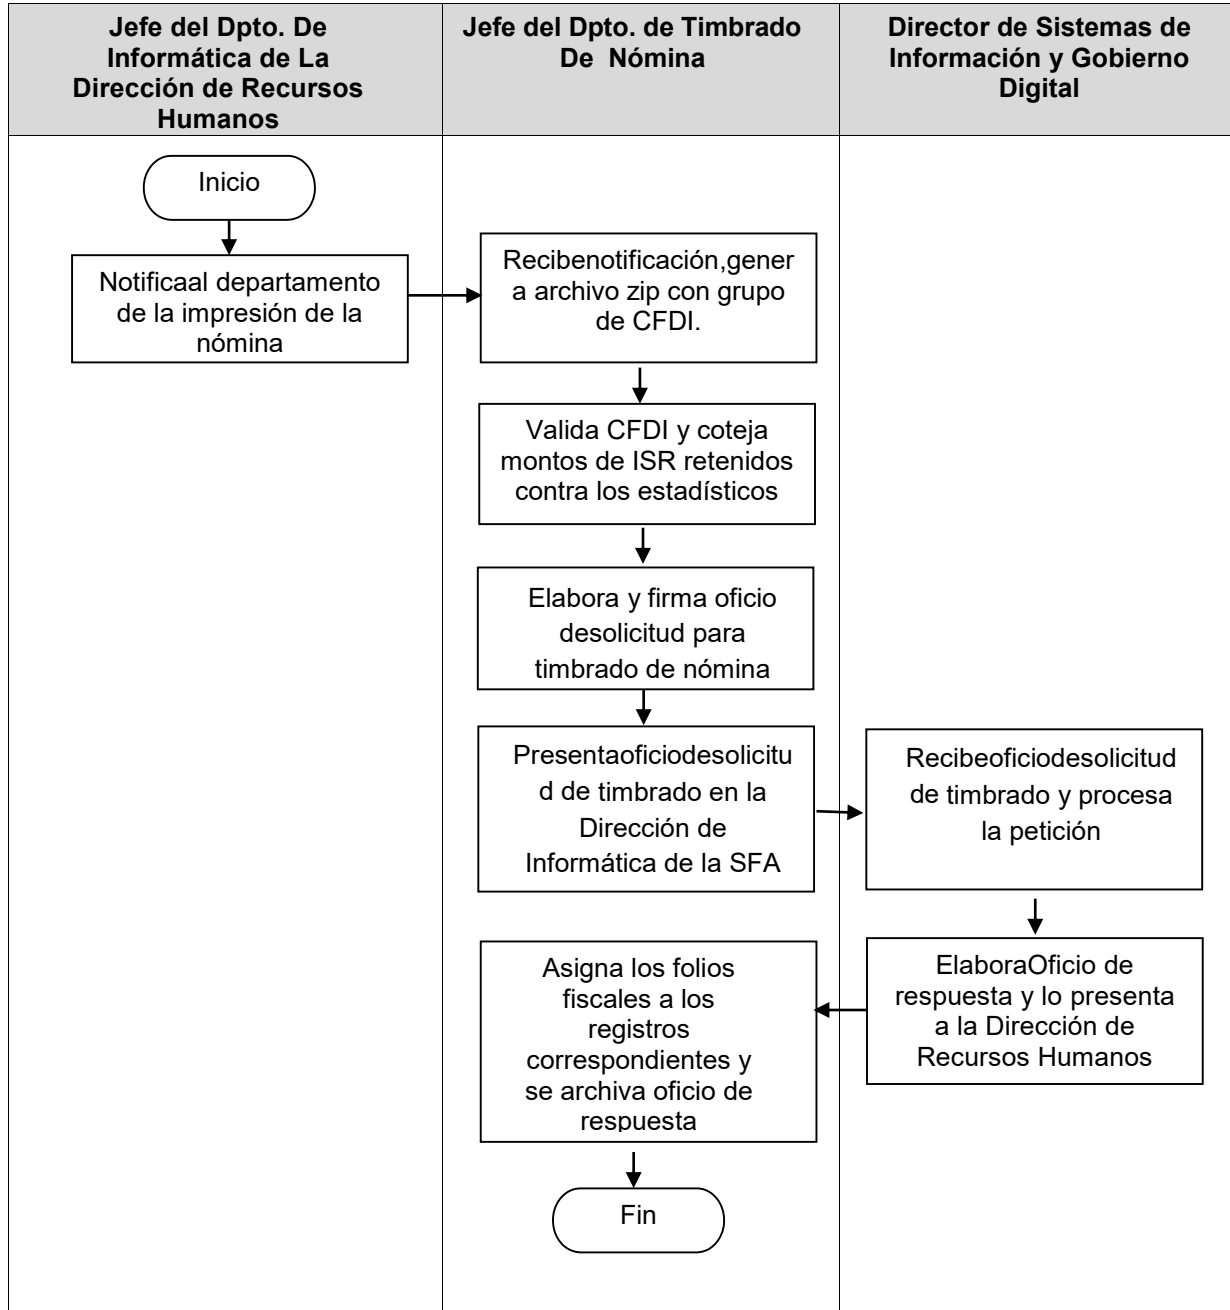 Jefe del Dpto. De
Informática de La
Dirección de Recursos
Humanos
Jefe del Dpto. de Timbrado
De Nómina
Director de Sistemas de
Información y Gobierno
Digital
Inicio
Notificaal departamento
de la impresión de la
nómina
Recibenotificación,gener
a archivo zip con grupo
de CFDI.
Valida CFDI y coteja
montos de ISR retenidos
contra los estadísticos
Elabora y firma oficio
desolicitud para
timbrado de nómina
Presentaoficiodesolicitu
d de timbrado en la
Dirección de
Informática de la SFA
Recibeoficiodesolicitud
de timbrado y procesa
la petición
ElaboraOficio de
respuesta y lo presenta
a la Dirección de
Recursos Humanos
Asigna los folios
fiscales a los
registros
correspondientes y
se archiva oficio de
respuesta
Fin